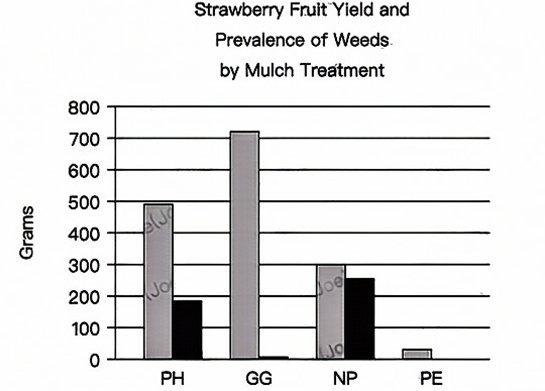 Strawberry Fruit Yield and
Prevalence of Weeds
by Mulch Treatment
800
700
600
500
400
300
200
100
0
Grams
PH
GG
NP
PE